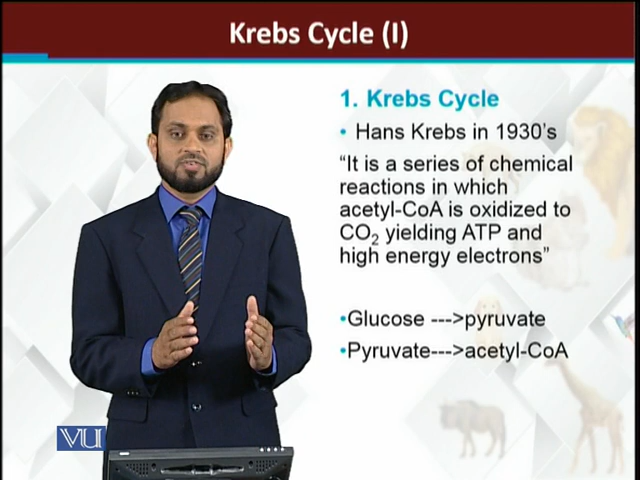 Krebs Cycle (I)
1. Krebs Cycle
• Hans Krebs in 1930's
“It is a series of chemical
reactions in which
acetyl-CoA is oxidized to
CO₂ yielding ATP and
high energy electrons”
•Glucose --->pyruvate
•Pyruvate--->acetyl-CoA
VU